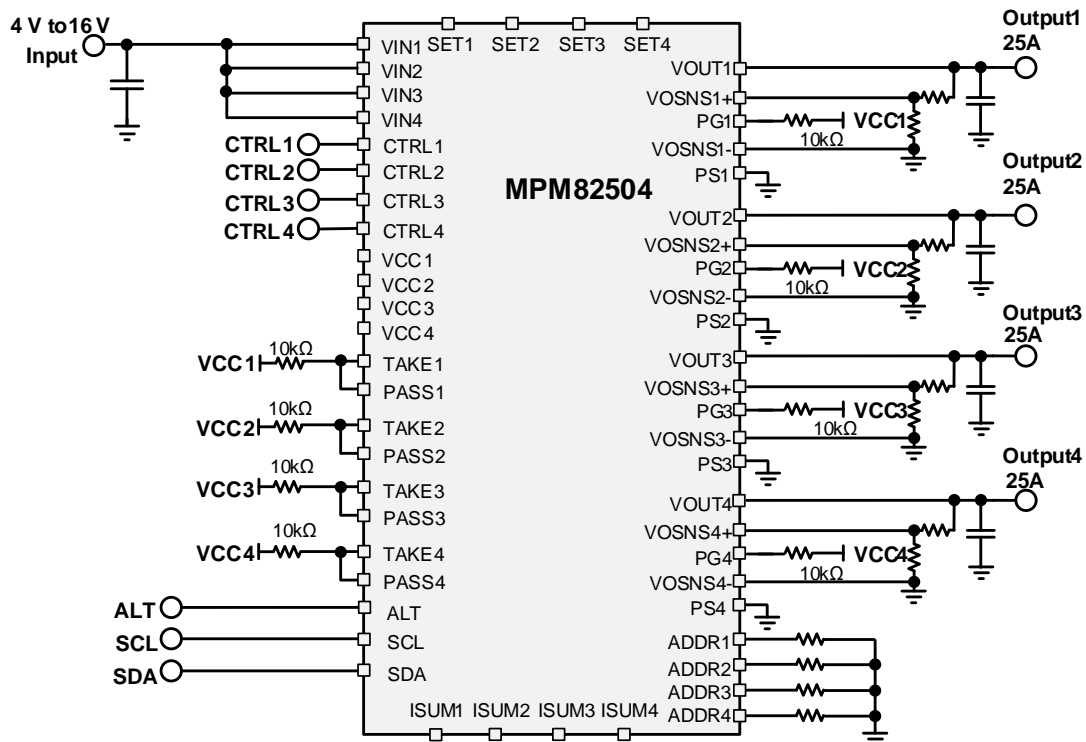 4 V to 16 V
Input
VIN1
VIN2
VIN3
VIN4
CTRL1
CTRL1
CTRL2
CTRL2
CTRL3
CTRL3
CTRL4
CTRL4
VCC1
VCC2
VCC3
VCC4
VCC1
10kΩ
TAKE1
PASS1
VCC2
10kΩ
TAKE2
PASS2
VCC3
10kΩ
TAKE3
PASS3
VCC4
10kΩ
TAKE4
PASS4
ALT
ALT
SCL
SCL
SDA
SDA
SET1 SET2 SET3 SET4
MPM82504
ISUM1 ISUM2 ISUM3 ISUM4
Output1
25A
VOUT1
VOSNS1+
PG1
VCC1
10kΩ
VOSNS1-
PS1
Output2
25A
VOUT2
VOSNS2+
PG2
VCC2
10kΩ
VOSNS2-
PS2
Output3
25A
VOUT3
VOSNS3+
PG3
VCC3
10kΩ
VOSNS3-
PS3
Output4
25A
VOUT4
VOSNS4+
PG4
VCC4
10kΩ
VOSNS4-
PS4
ADDR1
ADDR2
ADDR3
ADDR4